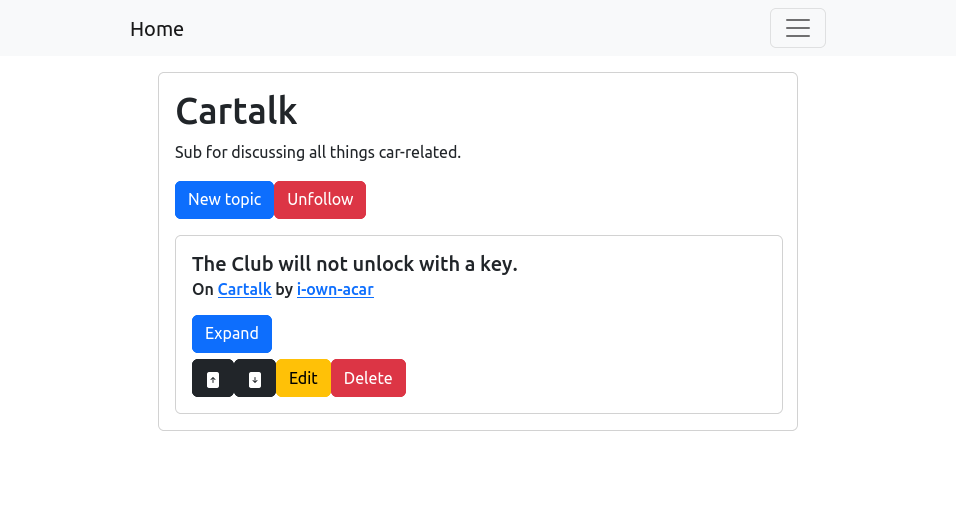 Home
Cartalk
Sub for discussing all things car-related.
New topic Unfollow
The Club will not unlock with a key.
On Cartalk by i-own-acar
Expand
Edit Delete